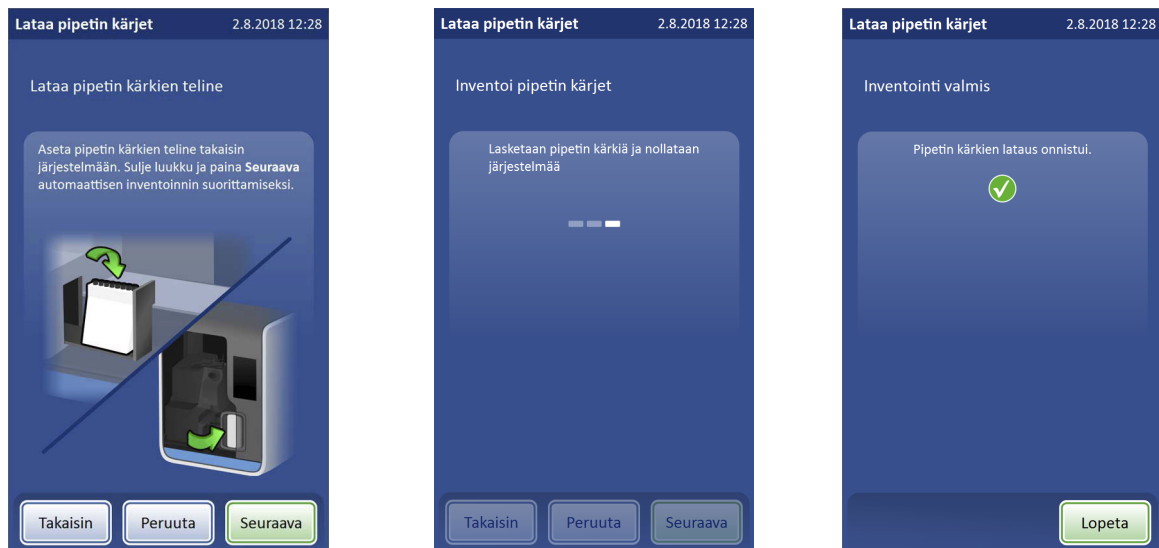 Lataa pipetin kärjet 2.8.2018 12:28
Lataa pipetin kärkien teline
Aseta pipetin kärkien teline takaisin
järjestelmään. Sulje luukku ja paina Seuraava
automaattisen inventoinnin suorittamiseksi.
Takaisin Peruuta Seuraava
Lataa pipetin kärjet 2.8.2018 12:28
Inventoi pipetin kärjet
Lasketaan pipetin kärkiä ja nollataan
järjestelmää
Takaisin Peruuta Seuraava
Lataa pipetin kärjet 2.8.2018 12:28
Inventointi valmis
Pipetin kärkien lataus onnistui.
Lopeta